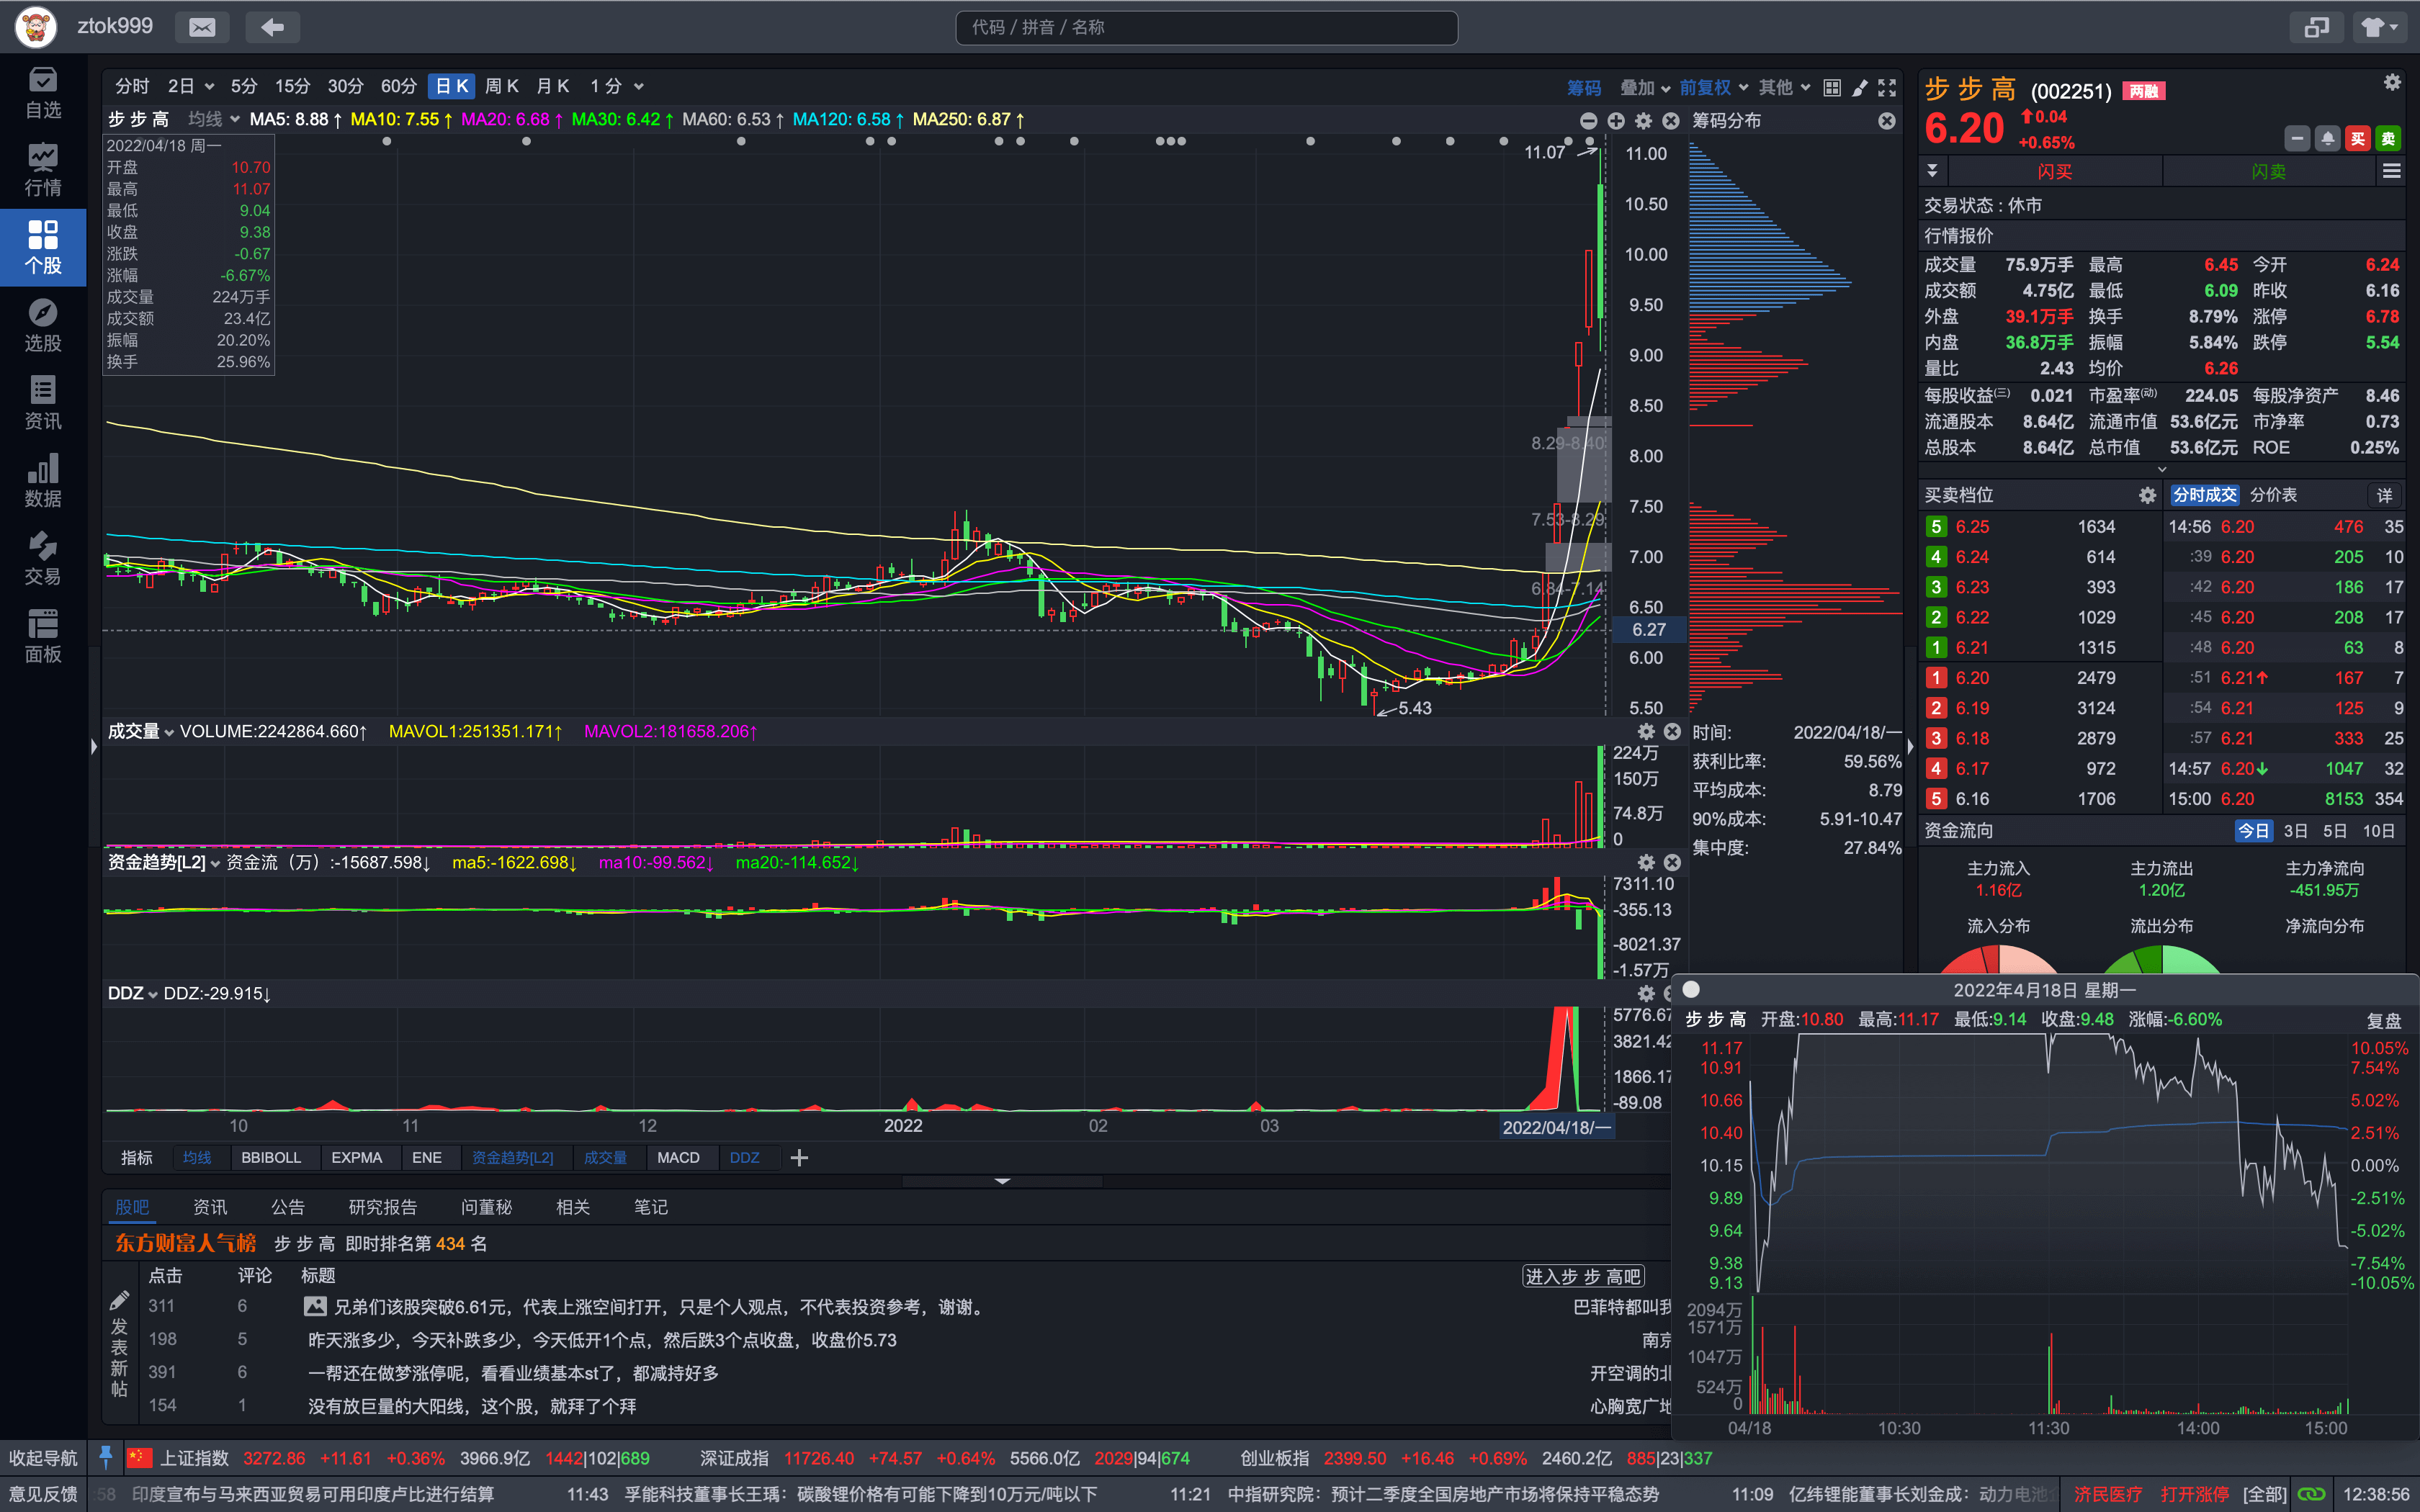 ztok999
代码 / 拼音 / 名称
自选
行情
个股
选股
资讯
数据
交易
面板
分时 2日 5分 15分 30分 60分 日K 周K 月K 1分
筹码 叠加 前复权 其他
步步高 均线 MA5: 8.88↑ MA10: 7.55↑ MA20: 6.68↑ MA30: 6.42↑ MA60: 6.53↑ MA120: 6.58↑ MA250: 6.87↑
筹码分布
2022/04/18 周一
开盘 10.70
最高 11.07
最低 9.04
收盘 9.38
涨跌 -0.67
涨幅 -6.67%
成交量 224万手
成交额 23.4亿
振幅 20.20%
换手 25.96%
11.07
8.29-8.40
7.53-8.29
6.84-7.14
5.43
11.00
10.50
10.00
9.50
9.00
8.50
8.00
7.50
7.00
6.50
6.27
6.00
5.50
成交量 VOLUME:2242864.660↑ MAVOL1:251351.171↑ MAVOL2:181658.206↑
224万
150万
74.8万
0
资金趋势[L2] 资金流（万）:-15687.598↓ ma5:-1622.698↓ ma10:-99.562↓ ma20:-114.652↓
7311.10
-355.13
-8021.37
-1.57万
DDZ DDZ:-29.915↓
5776.67
3821.42
1866.17
-89.08
10 11 12 2022 02 03 2022/04/18/一
指标 均线 BBIBOLL EXPMA ENE 资金趋势[L2] 成交量 MACD DDZ
时间: 2022/04/18/一
获利比率: 59.56%
平均成本: 8.79
90%成本: 5.91-10.47
集中度: 27.84%
股吧 资讯 公告 研究报告 问董秘 相关 笔记
东方财富人气榜 步步高 即时排名第 434 名
发表新帖
点击 评论 标题 进入步步高吧
311 6 兄弟们该股突破6.61元，代表上涨空间打开，只是个人观点，不代表投资参考，谢谢。 巴菲特都叫我
198 5 昨天涨多少，今天补跌多少，今天低开1个点，然后跌3个点收盘，收盘价5.73 南京
391 6 一帮还在做梦涨停呢，看看业绩基本st了，都减持好多 开空调的北
154 1 没有放巨量的大阳线，这个股，就拜了个拜 心胸宽广地
步步高 (002251) 两融
6.20 ↑0.04
+0.65%
买 卖
闪买 闪卖
交易状态 : 休市
行情报价
成交量 75.9万手 最高 6.45 今开 6.24
成交额 4.75亿 最低 6.09 昨收 6.16
外盘 39.1万手 换手 8.79% 涨停 6.78
内盘 36.8万手 振幅 5.84% 跌停 5.54
量比 2.43 均价 6.26
每股收益(三) 0.021 市盈率(动) 224.05 每股净资产 8.46
流通股本 8.64亿 流通市值 53.6亿元 市净率 0.73
总股本 8.64亿 总市值 53.6亿元 ROE 0.25%
买卖档位 分时成交 分价表 详
5 6.25 1634 14:56 6.20 476 35
4 6.24 614 :39 6.20 205 10
3 6.23 393 :42 6.20 186 17
2 6.22 1029 :45 6.20 208 17
1 6.21 1315 :48 6.20 63 8
1 6.20 2479 :51 6.21↑ 167 7
2 6.19 3124 :54 6.21 125 9
3 6.18 2879 :57 6.21 333 25
4 6.17 972 14:57 6.20↓ 1047 32
5 6.16 1706 15:00 6.20 8153 354
资金流向 今日 3日 5日 10日
主力流入 主力流出 主力净流向
1.16亿 1.20亿 -451.95万
流入分布 流出分布 净流向分布
2022年4月18日 星期一
步步高 开盘:10.80 最高:11.17 最低:9.14 收盘:9.48 涨幅:-6.60% 复盘
11.17 10.05%
10.91 7.54%
10.66 5.02%
10.40 2.51%
10.15 0.00%
9.89 -2.51%
9.64 -5.02%
9.38 -7.54%
9.13 -10.05%
2094万
1571万
1047万
524万
0
04/18 10:30 11:30 14:00 15:00
收起导航 上证指数 3272.86 +11.61 +0.36% 3966.9亿 1442|102|689 深证成指 11726.40 +74.57 +0.64% 5566.0亿 2029|94|674 创业板指 2399.50 +16.46 +0.69% 2460.2亿 885|23|337
意见反馈 :58 印度宣布与马来西亚贸易可用印度卢比进行结算 11:43 孚能科技董事长王瑀：碳酸锂价格有可能下降到10万元/吨以下 11:21 中指研究院：预计二季度全国房地产市场将保持平稳态势 11:09 亿纬锂能董事长刘金成：动力电池 济民医疗 打开涨停 [全部] 12:38:56